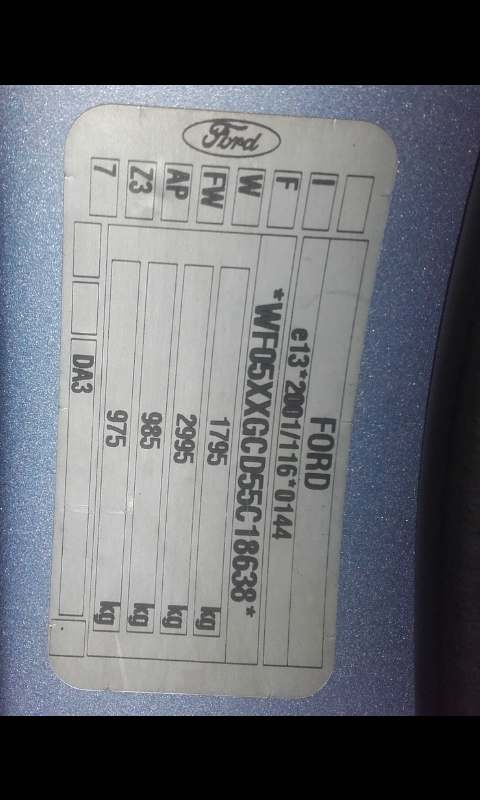 Ford
FORD
e13*2001/116*0144
*WF05XXGCD55C18638*
1795 kg
2995 kg
985 kg
975 kg
DA3
I
F
W
FW
AP
Z3
7